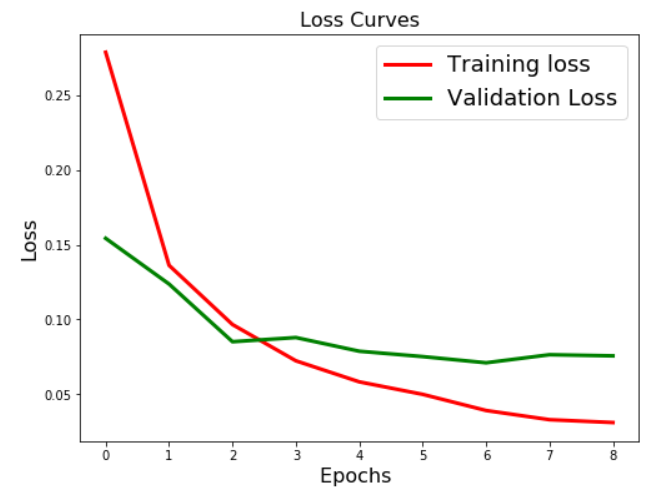 Loss Curves
Training loss
Validation Loss
0.25
0.20
0.15
0.10
0.05
Loss
0 1 2 3 4 5 6 7 8
Epochs